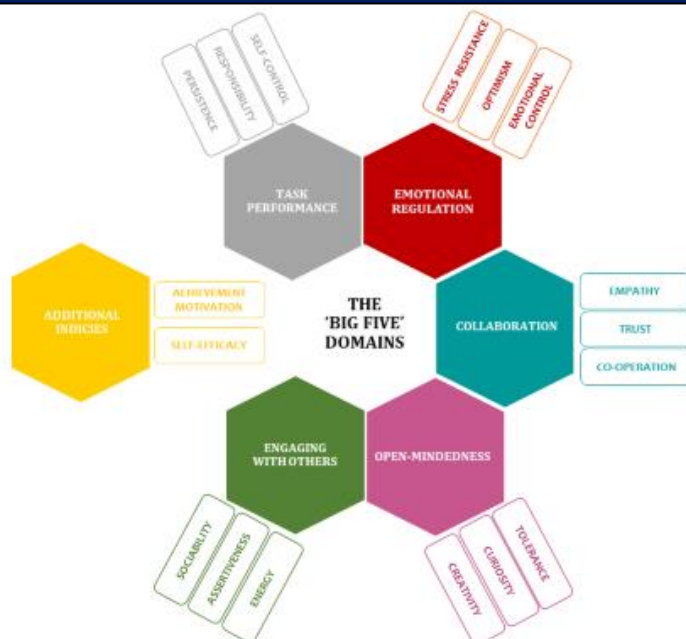 PERSISTENCE
RESPONSIBILITY
SELF-CONTROL
STRESS RESISTANCE
OPTIMISM
EMOTIONAL
CONTROL
TASK
PERFORMANCE
EMOTIONAL
REGULATION
ADDITIONAL
INDICIES
ACHIEVEMENT
MOTIVATION
SELF-EFFICACY
THE
'BIG FIVE'
DOMAINS
COLLABORATION
EMPATHY
TRUST
CO-OPERATION
ENGAGING
WITH OTHERS
OPEN-MINDEDNESS
SOCIABILITY
ASSERTIVENESS
ENERGY
CREATIVITY
CURIOSITY
TOLERANCE